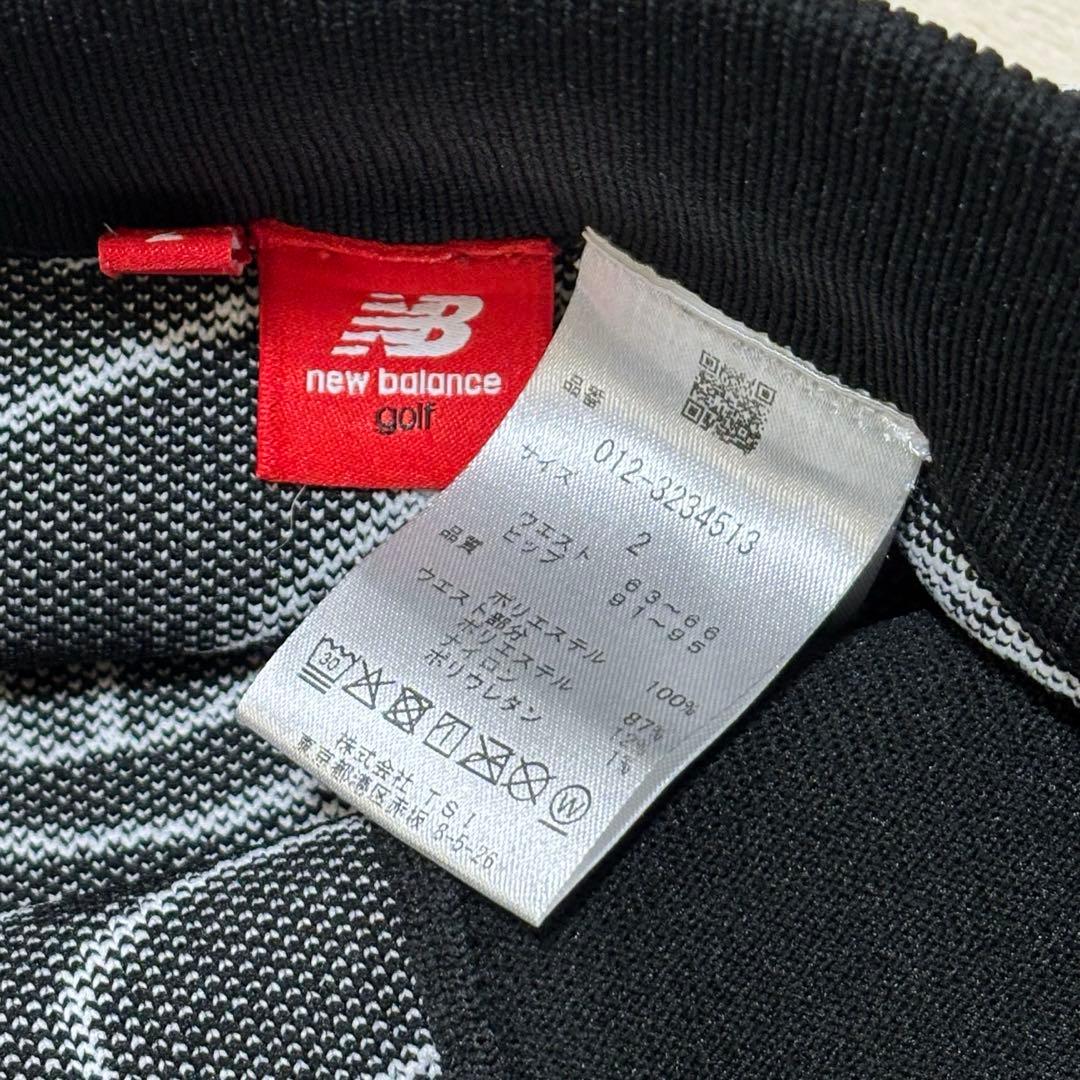 NB
new balance
golf
品番
012-3234513
サイズ
2
ウエスト 63～66
ヒップ 91～95
品質
ポリエステル 100%
ウエスト部分
ポリエステル 87%
ナイロン 12%
ポリウレタン 1%
30
W
株式会社 TSI
東京都港区赤坂 8-5-26